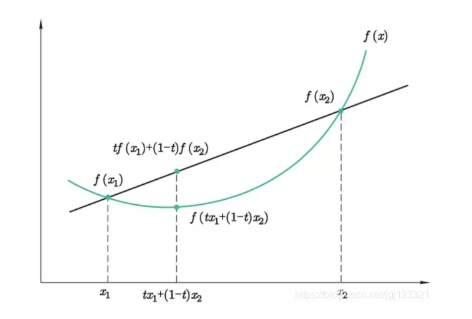 f(x)
f(x₂)
tf(x₁)+(1-t)f(x₂)
f(x₁)
f(tx₁+(1-t)x₂)
x₁
tx₁+(1-t)x₂
x₂